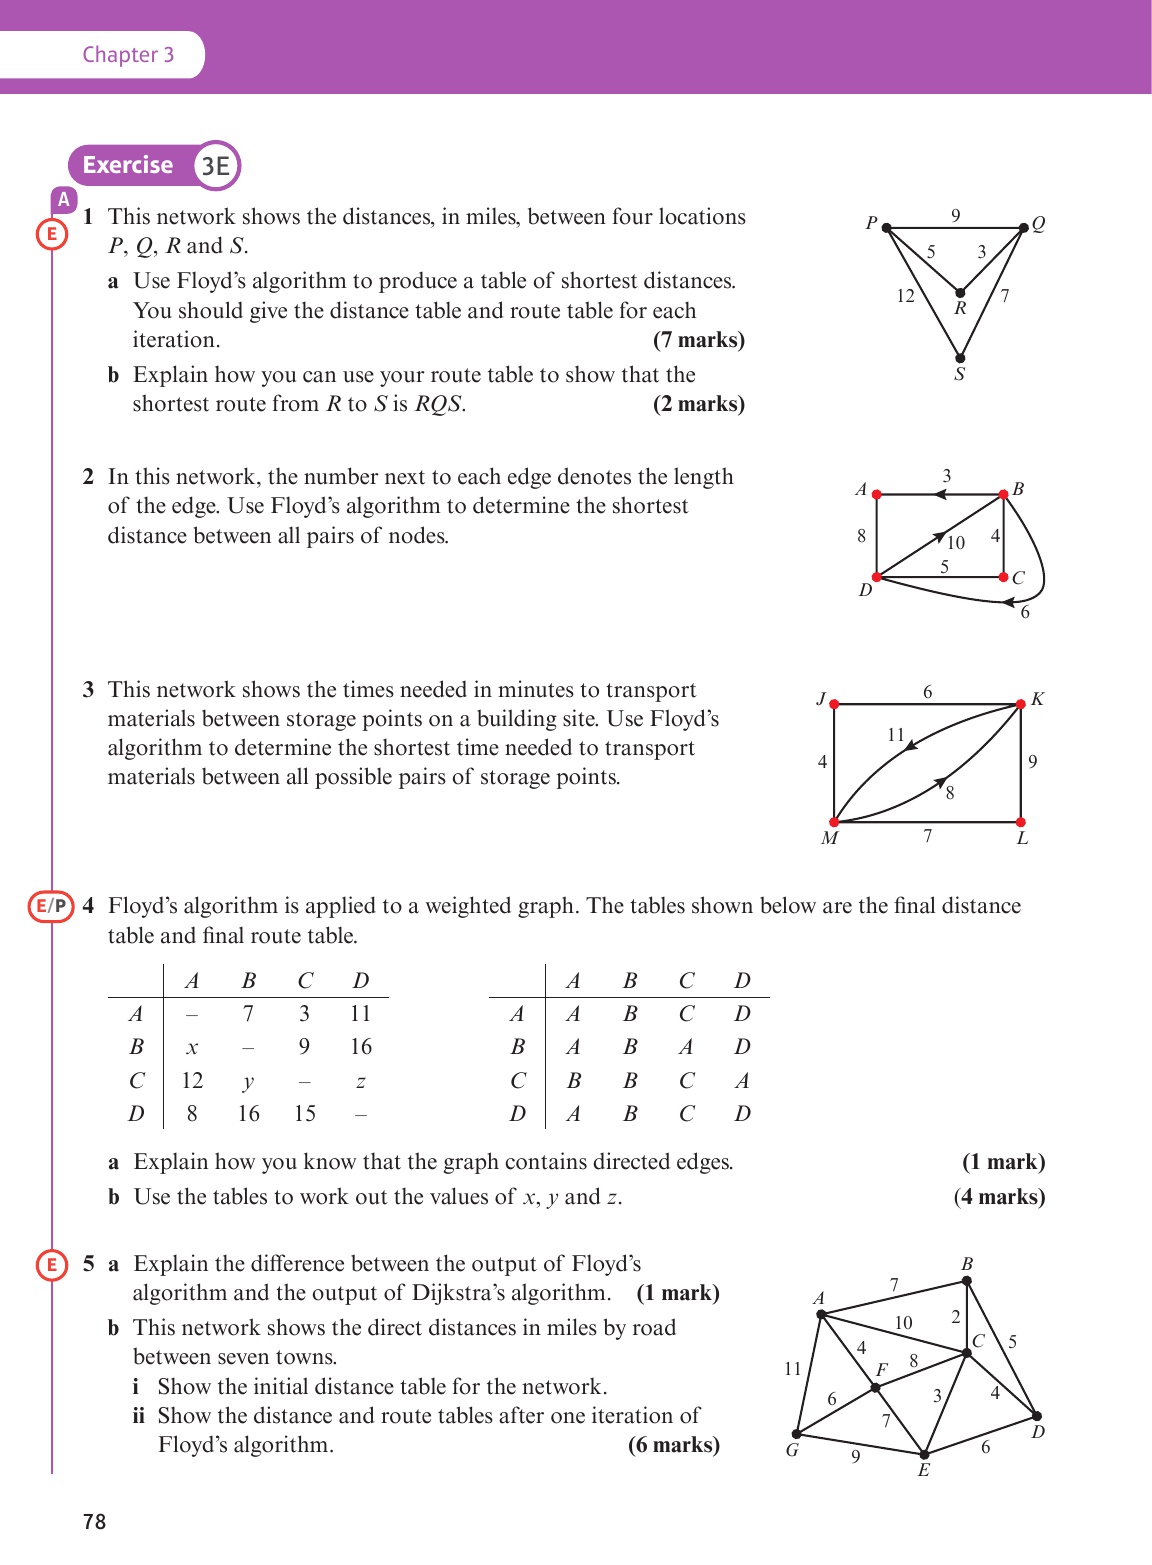 Chapter 3
Exercise 3E
A
E
1 This network shows the distances, in miles, between four locations
P, Q, R and S.
a Use Floyd's algorithm to produce a table of shortest distances.
You should give the distance table and route table for each
iteration. (7 marks)
b Explain how you can use your route table to show that the
shortest route from R to S is RQS. (2 marks)
P 9 Q
5 3
12 R 7
S
2 In this network, the number next to each edge denotes the length
of the edge. Use Floyd's algorithm to determine the shortest
distance between all pairs of nodes.
3
A B
8 10 4
5
D C
6
3 This network shows the times needed in minutes to transport
materials between storage points on a building site. Use Floyd's
algorithm to determine the shortest time needed to transport
materials between all possible pairs of storage points.
J 6 K
11
4 9
8
M 7 L
E/P
4 Floyd's algorithm is applied to a weighted graph. The tables shown below are the final distance
table and final route table.
A B C D A B C D
A – 7 3 11 A A B C D
B x – 9 16 B A B A D
C 12 y – z C B B C A
D 8 16 15 – D A B C D
a Explain how you know that the graph contains directed edges. (1 mark)
b Use the tables to work out the values of x, y and z. (4 marks)
E
5 a Explain the difference between the output of Floyd's
algorithm and the output of Dijkstra's algorithm. (1 mark)
b This network shows the direct distances in miles by road
between seven towns.
i Show the initial distance table for the network.
ii Show the distance and route tables after one iteration of
Floyd's algorithm. (6 marks)
B
7
A
10 2
C 5
4
F 8
11
6 3 4
7
D
G 6
9
E
78